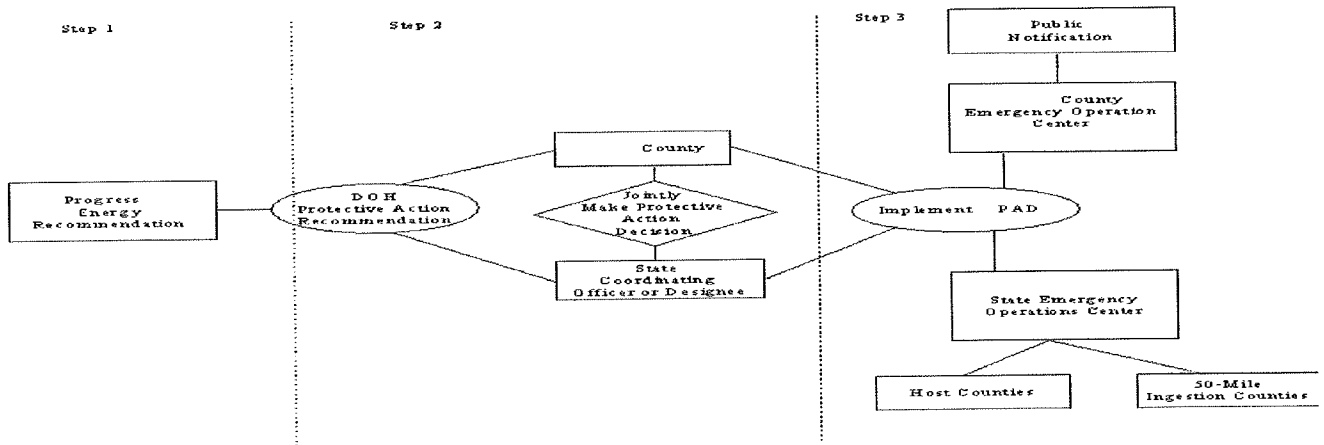 Step 1
Step 2
Step 3
Progress
Energy
Recommendation
DOH
Protective Action
Recommendation
County
Jointly
Make Protective
Action
Decision
State
Coordinating
Officer or Designee
Implement PAD
Public
Notification
County
Emergency Operation
Center
State Emergency
Operations Center
Host Counties
50-Mile
Ingestion Counties